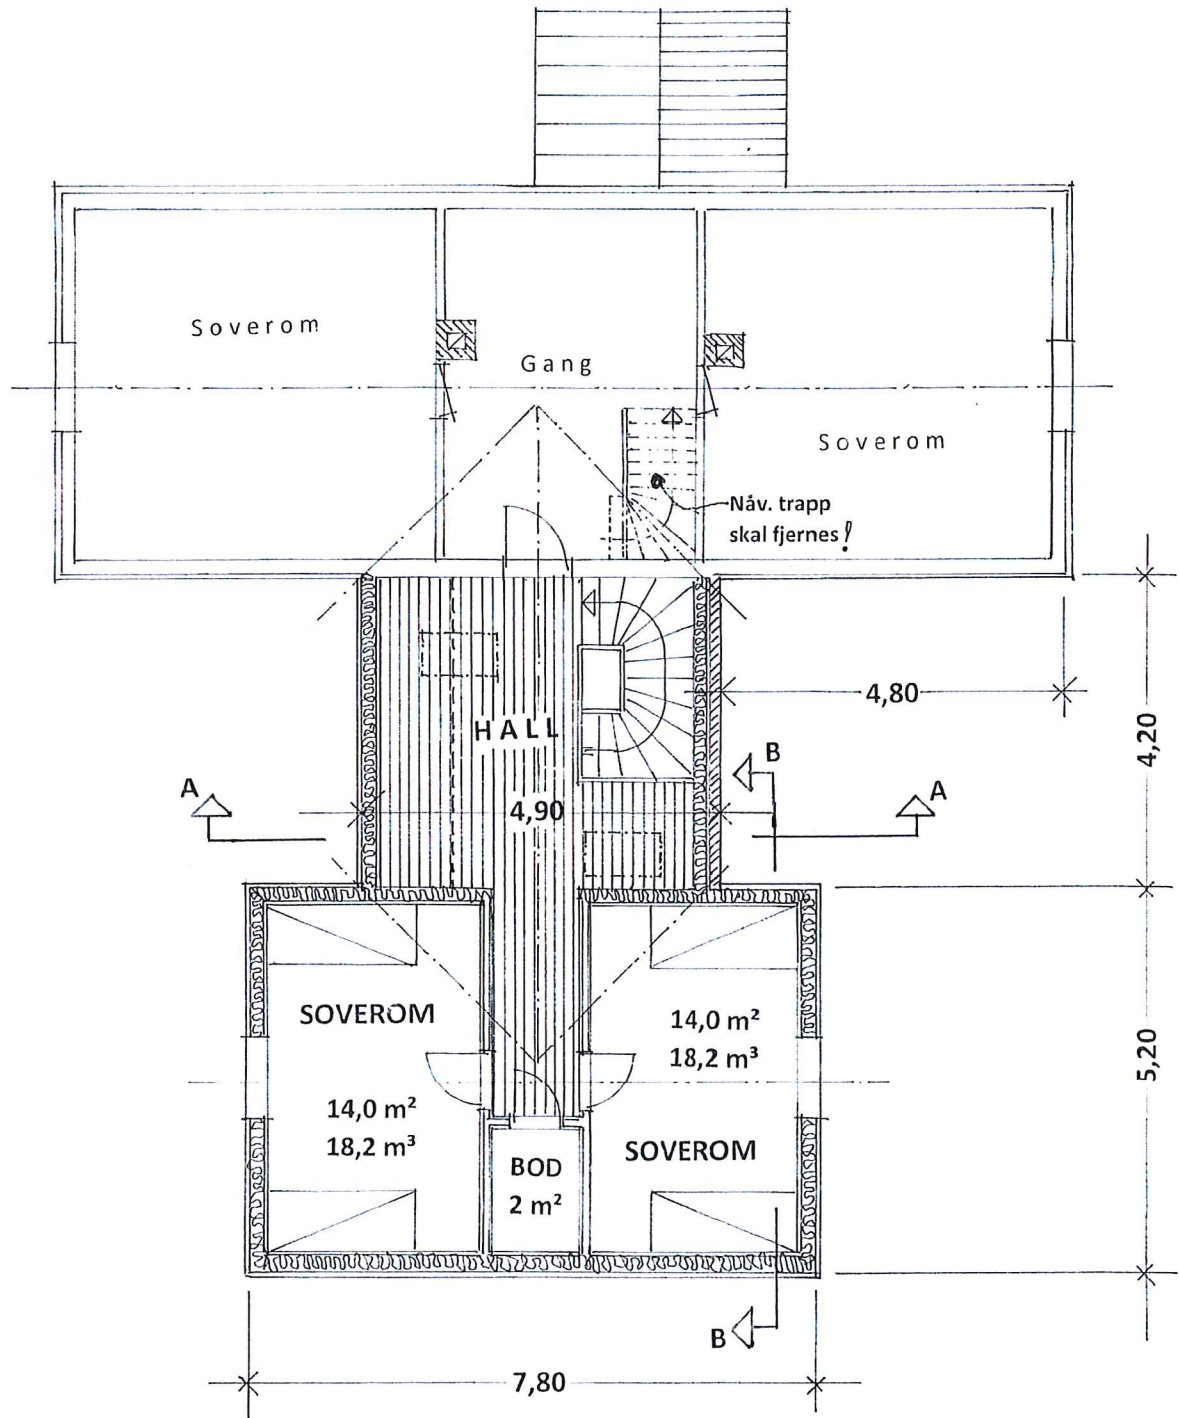 Soverom
Gang
Soverom
Nåv. trapp
skal fjernes!
4,80
4,20
HALL
B
A
4,90
A
SOVEROM
14,0 m²
18,2 m³
14,0 m²
18,2 m³
SOVEROM
BOD
2 m²
5,20
B
7,80